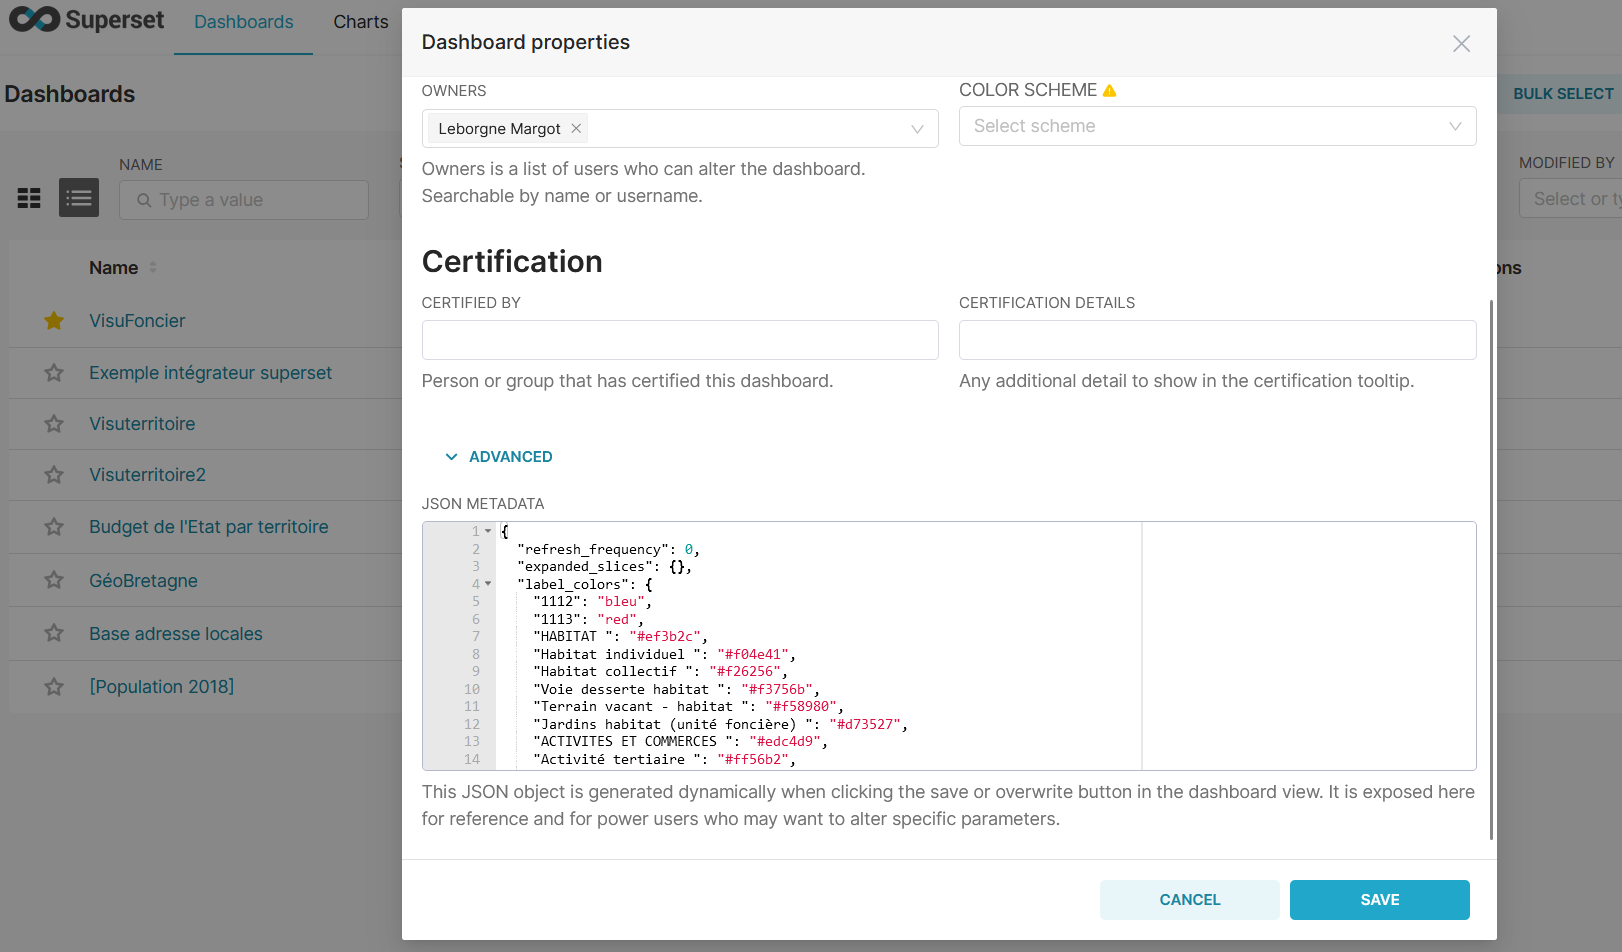 Superset
Dashboards
Charts
Dashboards
BULK SELECT
NAME
Type a value
MODIFIED BY
Select or ty
Name
ons
VisuFoncier
Exemple intégrateur superset
Visuterritoire
Visuterritoire2
Budget de l'Etat par territoire
GéoBretagne
Base adresse locales
[Population 2018]
Dashboard properties
OWNERS
COLOR SCHEME
Leborgne Margot
Select scheme
Owners is a list of users who can alter the dashboard.
Searchable by name or username.
Certification
CERTIFIED BY
CERTIFICATION DETAILS
Person or group that has certified this dashboard.
Any additional detail to show in the certification tooltip.
ADVANCED
JSON METADATA
1 {
2 "refresh_frequency": 0,
3 "expanded_slices": {},
4 "label_colors": {
5 "1112": "bleu",
6 "1113": "red",
7 "HABITAT ": "#ef3b2c",
8 "Habitat individuel ": "#f04e41",
9 "Habitat collectif ": "#f26256",
10 "Voie desserte habitat ": "#f3756b",
11 "Terrain vacant - habitat ": "#f58980",
12 "Jardins habitat (unité foncière) ": "#d73527",
13 "ACTIVITES ET COMMERCES ": "#edc4d9",
14 "Activité tertiaire ": "#ff56b2",
This JSON object is generated dynamically when clicking the save or overwrite button in the dashboard view. It is exposed here
for reference and for power users who may want to alter specific parameters.
CANCEL
SAVE